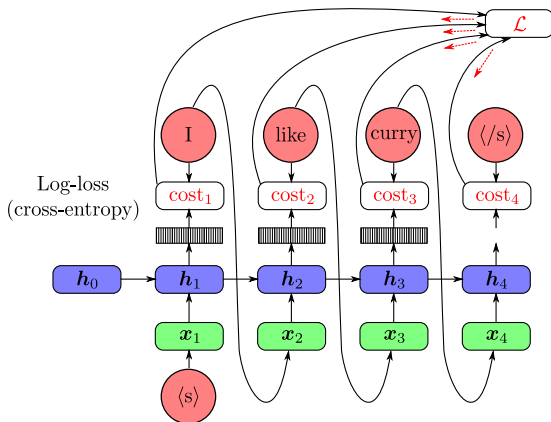 ℒ
I like curry ⟨/s⟩
Log-loss
(cross-entropy)
cost₁ cost₂ cost₃ cost₄
h₀ h₁ h₂ h₃ h₄
x₁ x₂ x₃ x₄
⟨s⟩